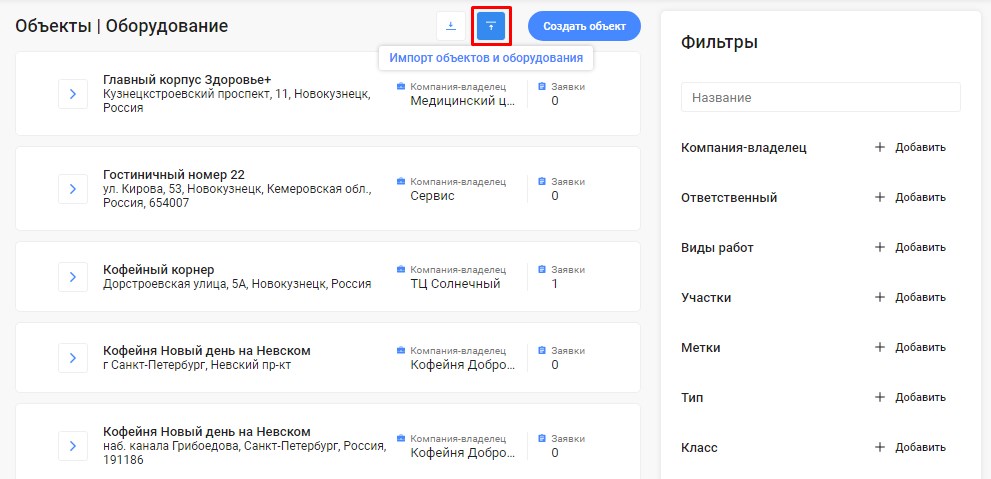 Объекты | Оборудование
Создать объект
Импорт объектов и оборудования
Главный корпус Здоровье+
Кузнецкстроевский проспект, 11, Новокузнецк,
Россия
Компания-владелец
Медицинский ц...
Заявки
0
Гостиничный номер 22
ул. Кирова, 53, Новокузнецк, Кемеровская обл.,
Россия, 654007
Компания-владелец
Сервис
Заявки
0
Кофейный корнер
Дорстроевская улица, 5А, Новокузнецк, Россия
Компания-владелец
ТЦ Солнечный
Заявки
1
Кофейня Новый день на Невском
г Санкт-Петербург, Невский пр-кт
Компания-владелец
Кофейня Добро...
Заявки
0
Кофейня Новый день на Невском
наб. канала Грибоедова, Санкт-Петербург, Россия,
191186
Компания-владелец
Кофейня Добро...
Заявки
0
Фильтры
Название
Компания-владелец
Добавить
Ответственный
Добавить
Виды работ
Добавить
Участки
Добавить
Метки
Добавить
Тип
Добавить
Класс
Добавить